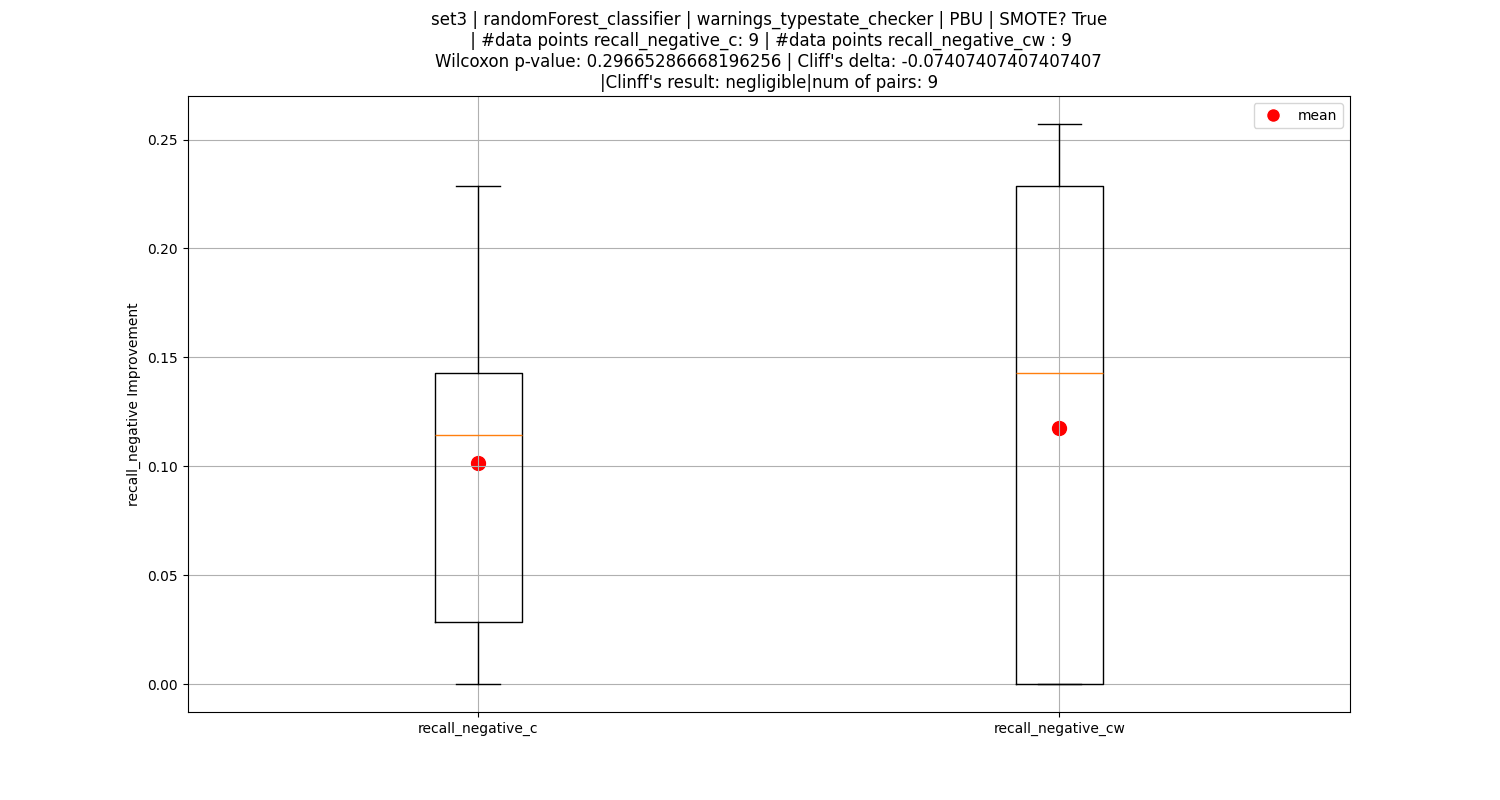 set3 | randomForest_classifier | warnings_typestate_checker | PBU | SMOTE? True
| #data points recall_negative_c: 9 | #data points recall_negative_cw : 9
Wilcoxon p-value: 0.29665286668196256 | Cliff's delta: -0.07407407407407407
|Clinff's result: negligible|num of pairs: 9
mean
0.25
0.20
0.15
0.10
0.05
0.00
recall_negative Improvement
recall_negative_c
recall_negative_cw